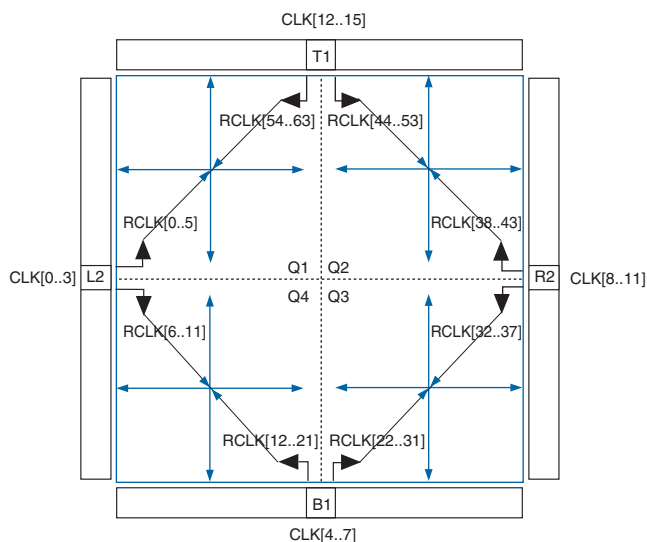 CLK[12..15]
T1
RCLK[54..63]
RCLK[44..53]
RCLK[0..5]
RCLK[38..43]
CLK[0..3]
L2
Q1
Q2
R2
CLK[8..11]
Q4
Q3
RCLK[6..11]
RCLK[32..37]
RCLK[12..21]
RCLK[22..31]
B1
CLK[4..7]